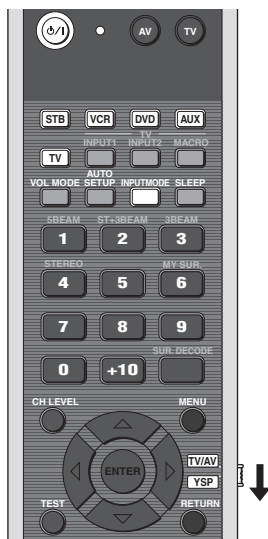 ⏻/I AV TV
STB VCR DVD AUX
TV
INPUT1 INPUT2 MACRO
TV
AUTO
VOL MODE SETUP INPUTMODE SLEEP
5BEAM ST+3BEAM 3BEAM
1 2 3
STEREO MY SUR.
4 5 6
7 8 9
SUR. DECODE
0 +10
CH LEVEL MENU
TV/AV
ENTER
YSP
TEST RETURN